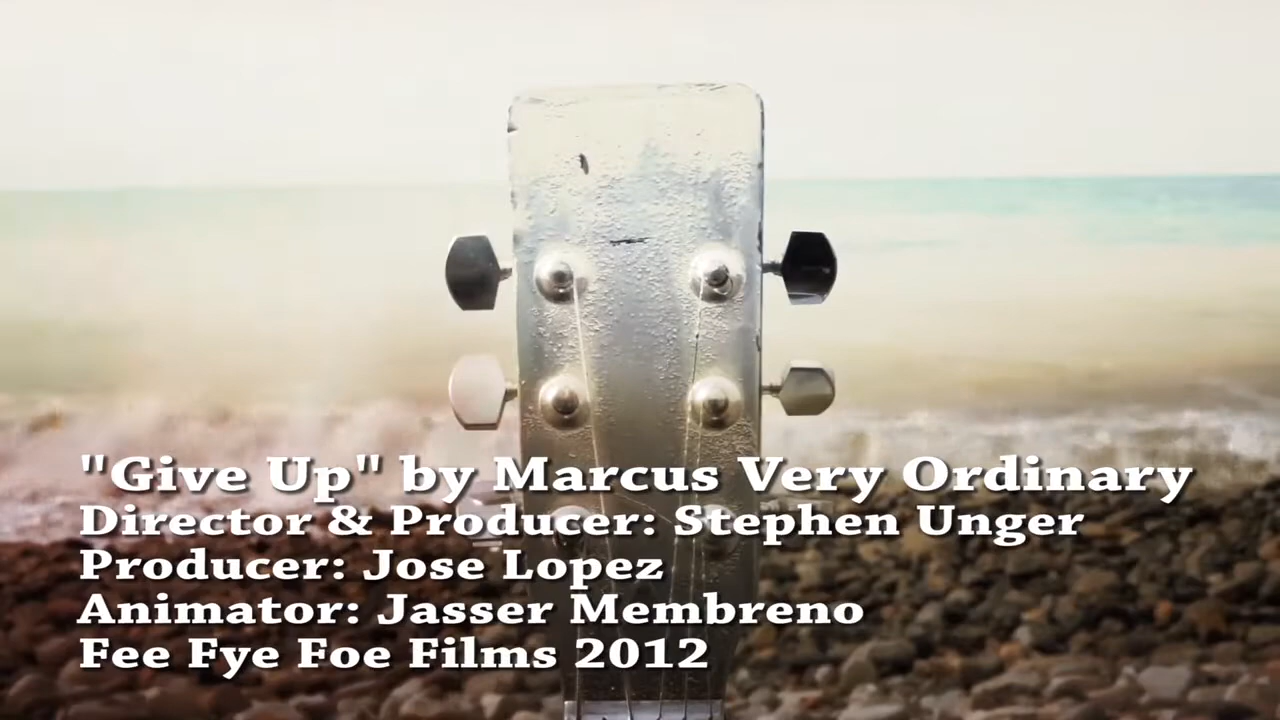 "Give Up" by Marcus Very Ordinary
Director & Producer: Stephen Unger
Producer: Jose Lopez
Animator: Jasser Membreno
Fee Fye Foe Films 2012